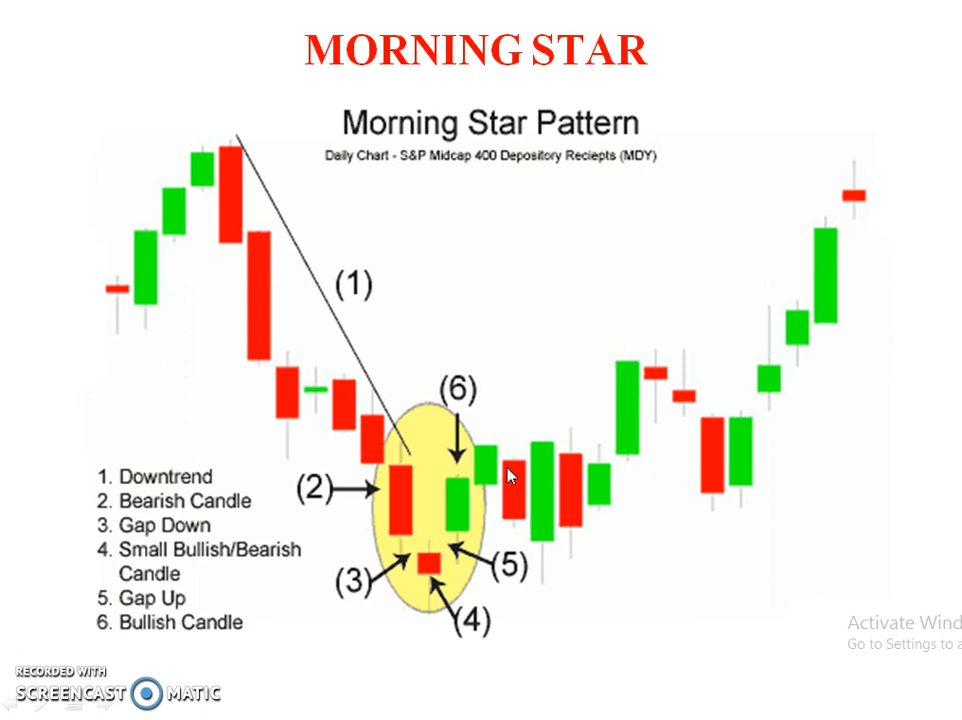 MORNING STAR
Morning Star Pattern
Daily Chart - S&P Midcap 400 Depository Reciepts (MDY)
(1)
(6)
(2)
(3)
(5)
(4)
1. Downtrend
2. Bearish Candle
3. Gap Down
4. Small Bullish/Bearish
Candle
5. Gap Up
6. Bullish Candle
Activate Wind
Go to Settings to a
RECORDED WITH
SCREENCAST MATIC